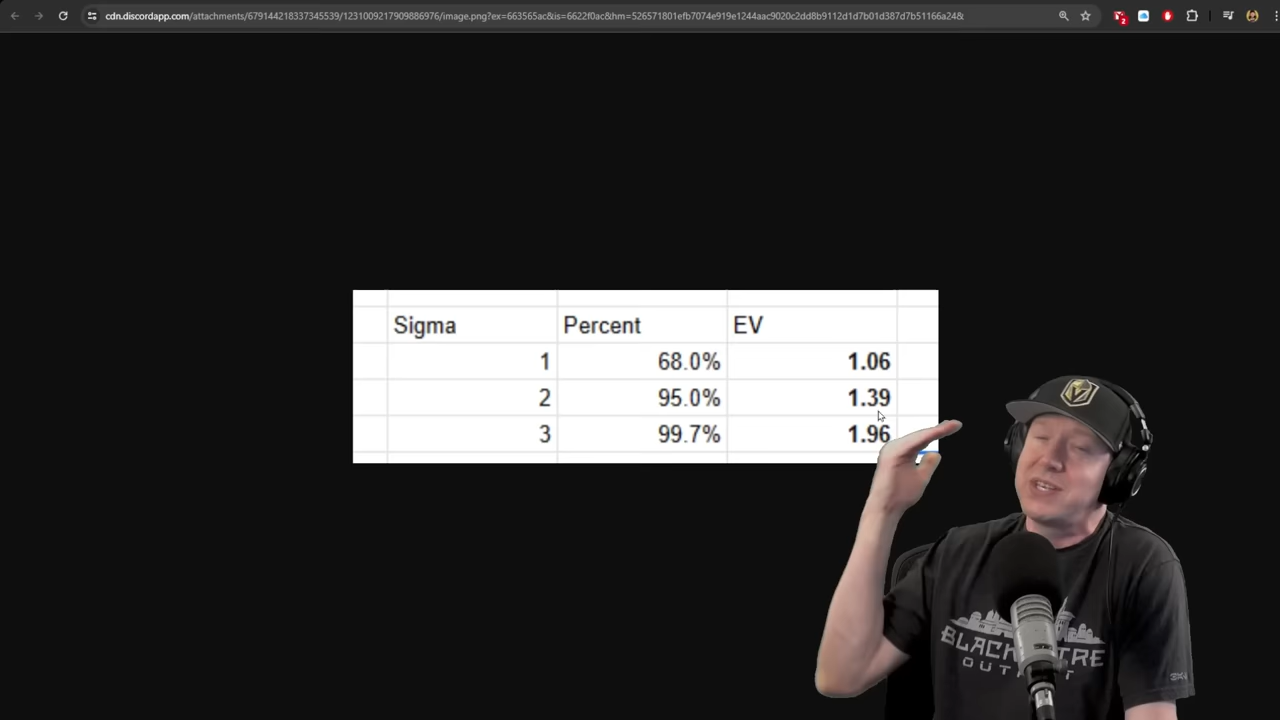 cdn.discordapp.com/attachments/679144218337345539/1231009217909886976/image.png?ex=663565ac&is=6622f0ac&hm=526571801efb7074e919e1244aac9020c2dd8b9112d1d7b01d387d7b51166a24&
2
Sigma Percent EV
1 68.0% 1.06
2 95.0% 1.39
3 99.7% 1.96